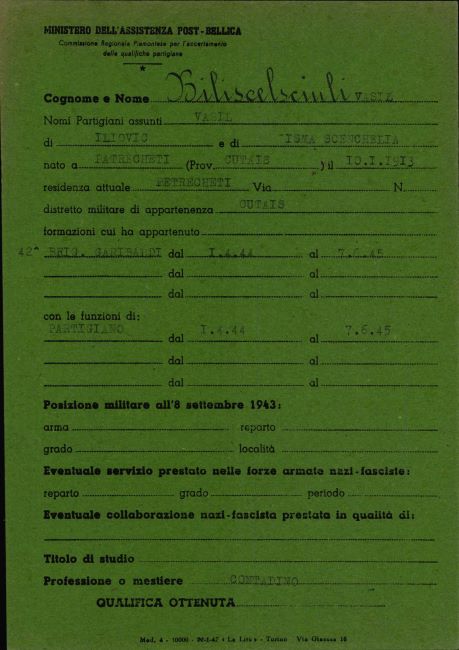 MINISTERO DELL'ASSISTENZA POST-BELLICA
Commissione Regionale Piemontese per l'accertamento
delle qualifiche partigiane
Cognome e Nome Biliscelsciuli VASIL
Nomi Partigiani assunti VASIL
di ILIOVIC e di TSMA SCENCHELIA
nato a PATRECHETI (Prov. CUTAIS ) il 10.I.1913
residenza attuale PETRECHETI Via N.
distretto militare di appartenenza CUTAIS
formazioni cui ha appartenuto
42^ BRIG. GARIBALDI dal I.4.44 al 7.6.45
dal al
dal al
con le funzioni di:
PARTIGIANO dal I.4.44 al 7.6.45
dal al
dal al
Posizione militare all'8 settembre 1943:
arma reparto
grado località
Eventuale servizio prestato nelle forze armate nazi-fasciste:
reparto grado periodo
Eventuale collaborazione nazi-fascista prestata in qualità di:
Titolo di studio
Professione o mestiere CONTADINO
QUALIFICA OTTENUTA
Mod. 4 - 10000 - «La Lito» - Torino Via Giaveno 16